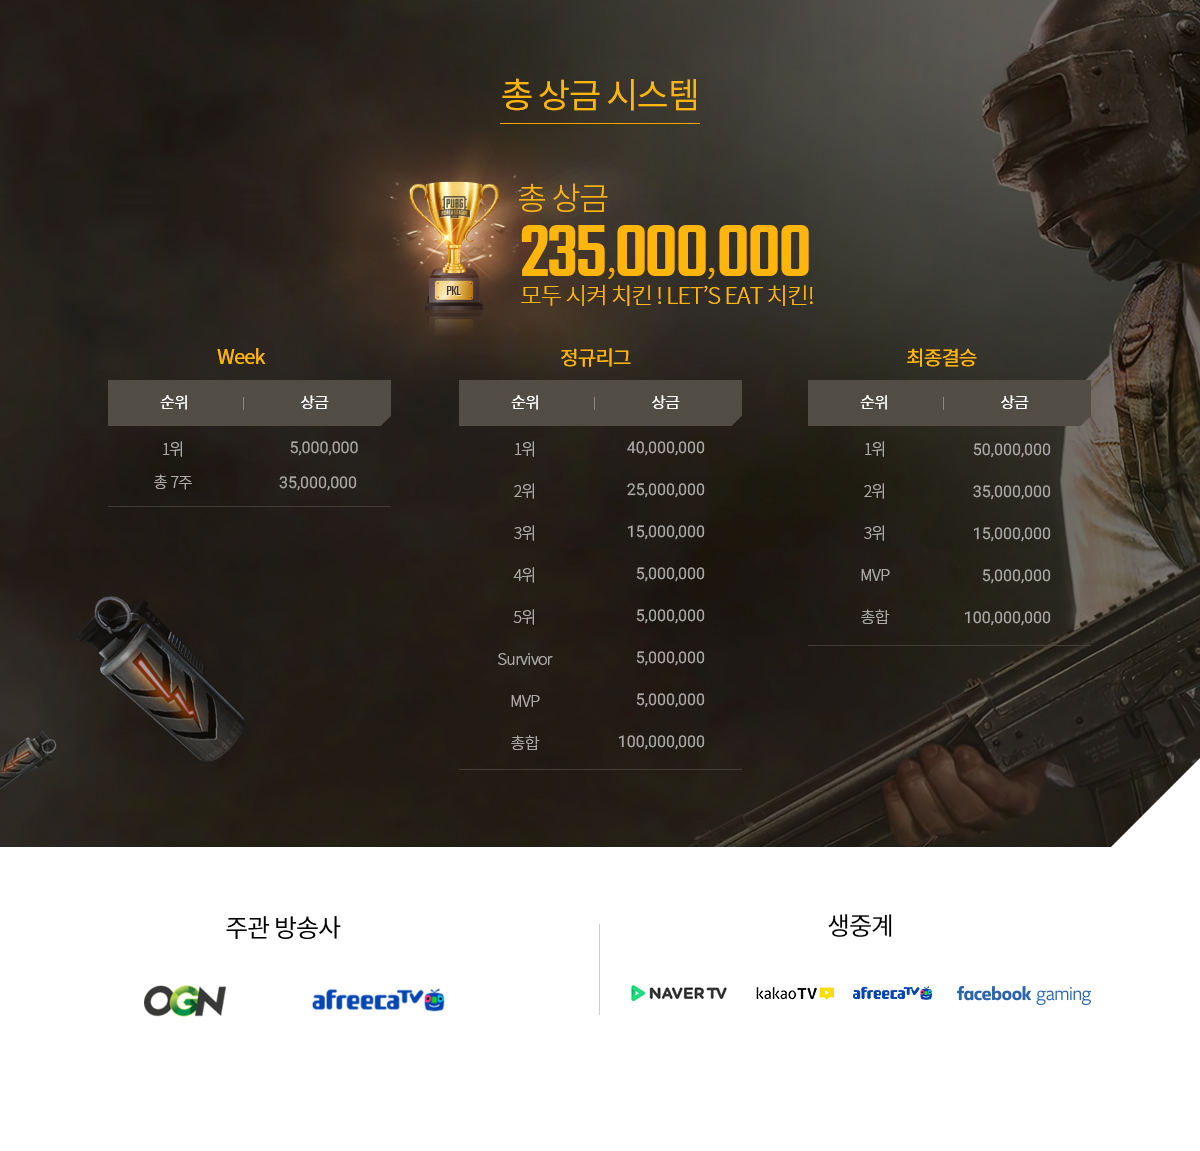 총 상금 시스템
PUBG
PKL
총 상금
235,000,000
모두 시켜 치킨 ! LET'S EAT 치킨!
Week
순위 상금
1위 5,000,000
총 7주 35,000,000
정규리그
순위 상금
1위 40,000,000
2위 25,000,000
3위 15,000,000
4위 5,000,000
5위 5,000,000
Survivor 5,000,000
MVP 5,000,000
총합 100,000,000
최종결승
순위 상금
1위 50,000,000
2위 35,000,000
3위 15,000,000
MVP 5,000,000
총합 100,000,000
주관 방송사
OGN afreecaTV
생중계
NAVER TV kakaoTV afreecaTV facebook gaming